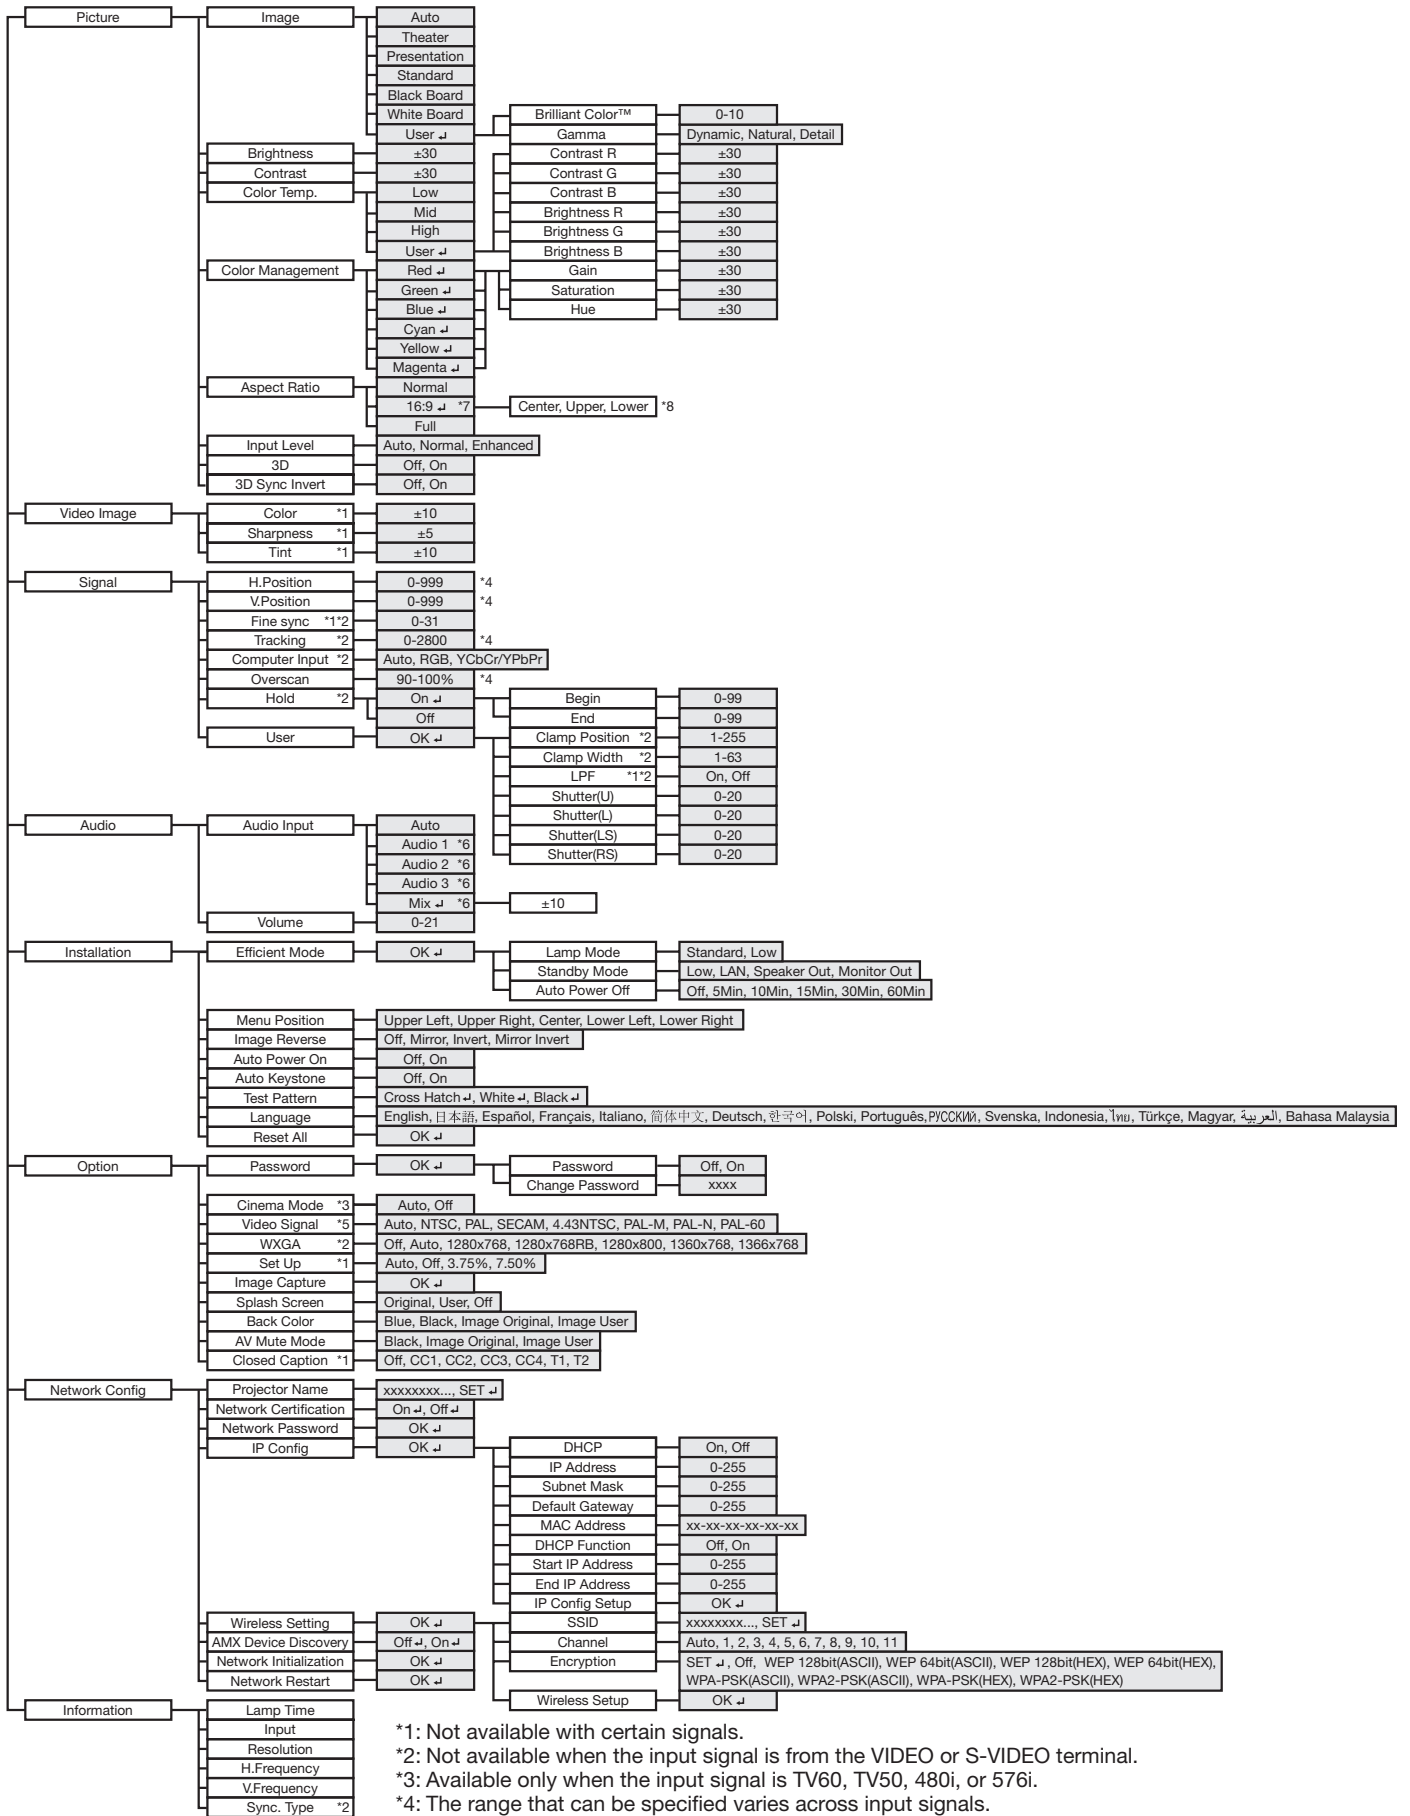 Picture Image Auto
Theater
Presentation
Standard
Black Board
White Board Brilliant Color™ 0-10
User ↵ Gamma Dynamic, Natural, Detail
Brightness ±30 Contrast R ±30
Contrast ±30 Contrast G ±30
Color Temp. Low Contrast B ±30
Mid Brightness R ±30
High Brightness G ±30
User ↵ Brightness B ±30
Color Management Red ↵ Gain ±30
Green ↵ Saturation ±30
Blue ↵ Hue ±30
Cyan ↵
Yellow ↵
Magenta ↵
Aspect Ratio Normal
16:9 ↵ *7 Center, Upper, Lower *8
Full
Input Level Auto, Normal, Enhanced
3D Off, On
3D Sync Invert Off, On
Video Image Color *1 ±10
Sharpness *1 ±5
Tint *1 ±10
Signal H.Position 0-999 *4
V.Position 0-999 *4
Fine sync *1*2 0-31
Tracking *2 0-2800 *4
Computer Input *2 Auto, RGB, YCbCr/YPbPr
Overscan 90-100% *4
Hold *2 On ↵ Begin 0-99
Off End 0-99
User OK ↵ Clamp Position *2 1-255
Clamp Width *2 1-63
LPF *1*2 On, Off
Shutter(U) 0-20
Shutter(L) 0-20
Audio Audio Input Auto
Shutter(LS) 0-20
Audio 1 *6
Shutter(RS) 0-20
Audio 2 *6
Audio 3 *6
Mix ↵ *6 ±10
Volume 0-21
Installation Efficient Mode OK ↵ Lamp Mode Standard, Low
Standby Mode Low, LAN, Speaker Out, Monitor Out
Auto Power Off Off, 5Min, 10Min, 15Min, 30Min, 60Min
Menu Position Upper Left, Upper Right, Center, Lower Left, Lower Right
Image Reverse Off, Mirror, Invert, Mirror Invert
Auto Power On Off, On
Auto Keystone Off, On
Test Pattern Cross Hatch ↵, White ↵, Black ↵
Language English, 日本語, Español, Français, Italiano, 简体中文, Deutsch, 한국어, Polski, Português, РУССКИЙ, Svenska, Indonesia, ไทย, Türkçe, Magyar, العربية, Bahasa Malaysia
Reset All OK ↵
Option Password OK ↵ Password Off, On
Change Password xxxx
Cinema Mode *3 Auto, Off
Video Signal *5 Auto, NTSC, PAL, SECAM, 4.43NTSC, PAL-M, PAL-N, PAL-60
WXGA *2 Off, Auto, 1280x768, 1280x768RB, 1280x800, 1360x768, 1366x768
Set Up *1 Auto, Off, 3.75%, 7.50%
Image Capture OK ↵
Splash Screen Original, User, Off
Back Color Blue, Black, Image Original, Image User
AV Mute Mode Black, Image Original, Image User
Closed Caption *1 Off, CC1, CC2, CC3, CC4, T1, T2
Network Config Projector Name xxxxxxxx..., SET ↵
Network Certification On ↵, Off ↵
Network Password OK ↵
IP Config OK ↵ DHCP On, Off
IP Address 0-255
Subnet Mask 0-255
Default Gateway 0-255
MAC Address xx-xx-xx-xx-xx-xx
DHCP Function Off, On
Start IP Address 0-255
End IP Address 0-255
IP Config Setup OK ↵
Wireless Setting OK ↵ SSID xxxxxxxx..., SET ↵
AMX Device Discovery Off ↵, On ↵ Channel Auto, 1, 2, 3, 4, 5, 6, 7, 8, 9, 10, 11
Network Initialization OK ↵ Encryption SET ↵, Off, WEP 128bit(ASCII), WEP 64bit(ASCII), WEP 128bit(HEX), WEP 64bit(HEX),
Network Restart OK ↵ WPA-PSK(ASCII), WPA2-PSK(ASCII), WPA-PSK(HEX), WPA2-PSK(HEX)
Wireless Setup OK ↵
Information Lamp Time
Input
Resolution
H.Frequency
V.Frequency
Sync. Type *2
*1: Not available with certain signals.
*2: Not available when the input signal is from the VIDEO or S-VIDEO terminal.
*3: Available only when the input signal is TV60, TV50, 480i, or 576i.
*4: The range that can be specified varies across input signals.